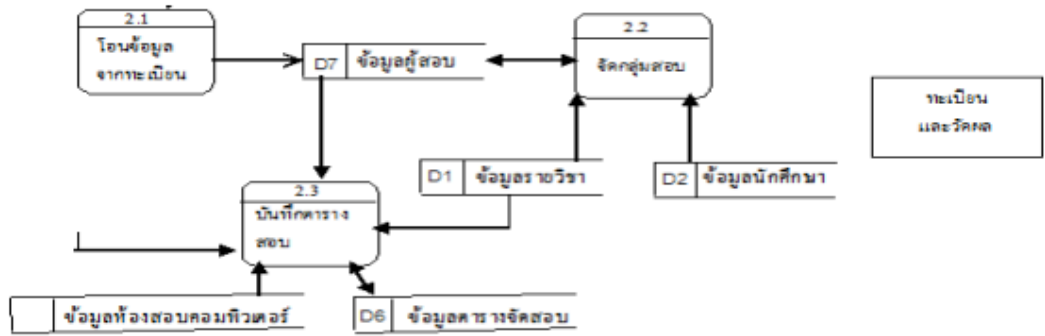 2.1
โอนข้อมูล
จากทะเบียน
D7 ข้อมูลผู้สอบ
2.2
จัดกลุ่มสอบ
ทะเบียน
และวัดผล
D1 ข้อมูลรายวิชา
D2 ข้อมูลนักศึกษา
2.3
บันทึกตาราง
สอบ
ข้อมูลห้องสอบคอมพิวเตอร์
D6 ข้อมูลตารางจัดสอบ